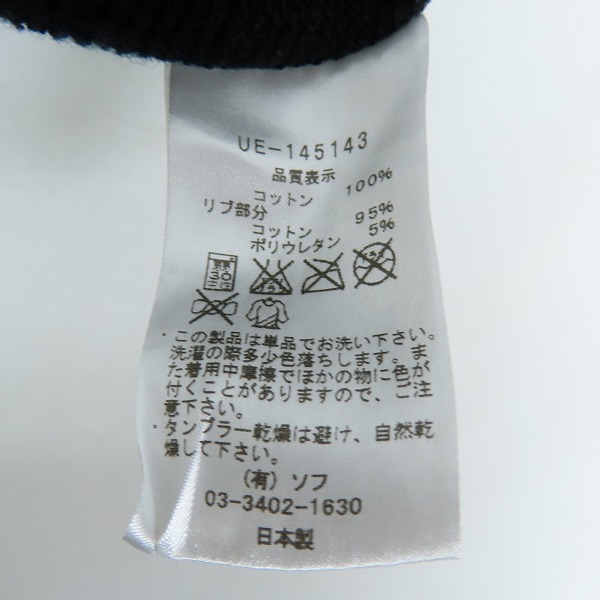 UE-145143
品質表示
コットン 100%
リブ部分
コットン 95%
ポリウレタン 5%
・この製品は単品でお洗い下さい。
洗濯の際多少色落ちします。ま
た着用中摩擦でほかの物に色が
付くことがありますので、ご注
意下さい。
・タンブラー乾燥は避け、自然乾
燥して下さい。
(有) ソフ
03-3402-1630
日本製